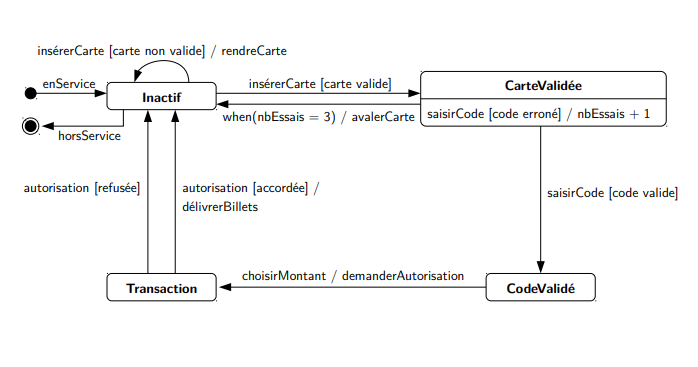 insérerCarte [carte non valide] / rendreCarte
enService
Inactif
insérerCarte [carte valide]
CarteValidée
when(nbEssais = 3) / avalerCarte
saisirCode [code erroné] / nbEssais + 1
horsService
autorisation [refusée]
autorisation [accordée] /
délivrerBillets
saisirCode [code valide]
choisirMontant / demanderAutorisation
Transaction
CodeValidé